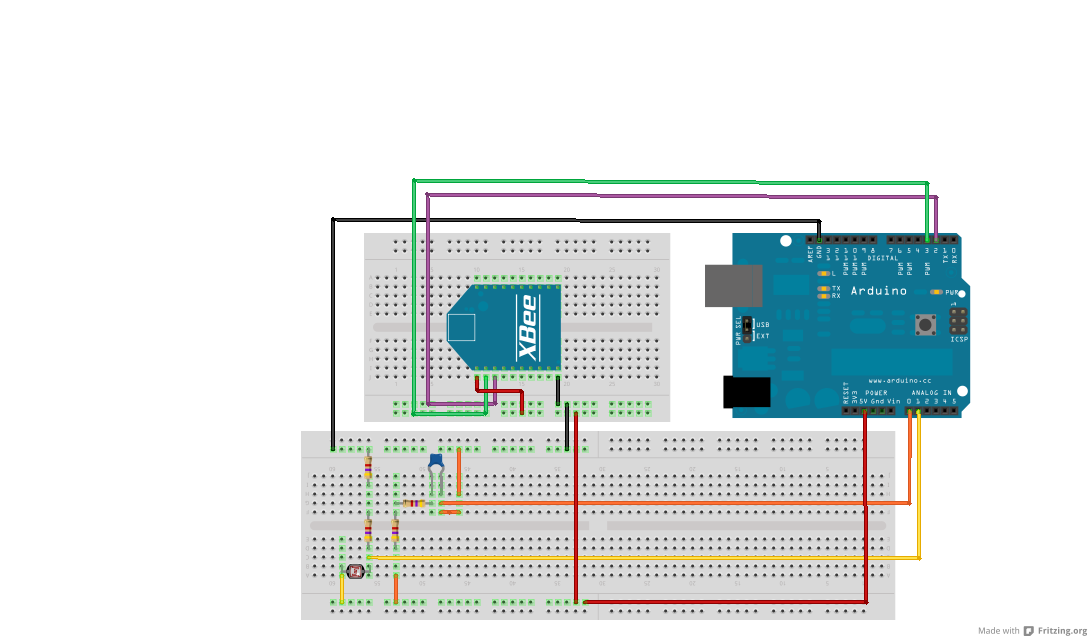 AREF
GND
13
12
11
10
9
8
7
6
5
4
3
2
1
0
PWM
PWM
PWM
PWM
PWM
PWM
TX
RX
DIGITAL
L
TX
RX
Arduino
PWR
PWR SEL
USB
EXT
ICSP
1
XBee
www.arduino.cc
POWER
ANALOG IN
RESET
3V3
5V Gnd Vin 0 1 2 3 4 5
Made with Fritzing.org